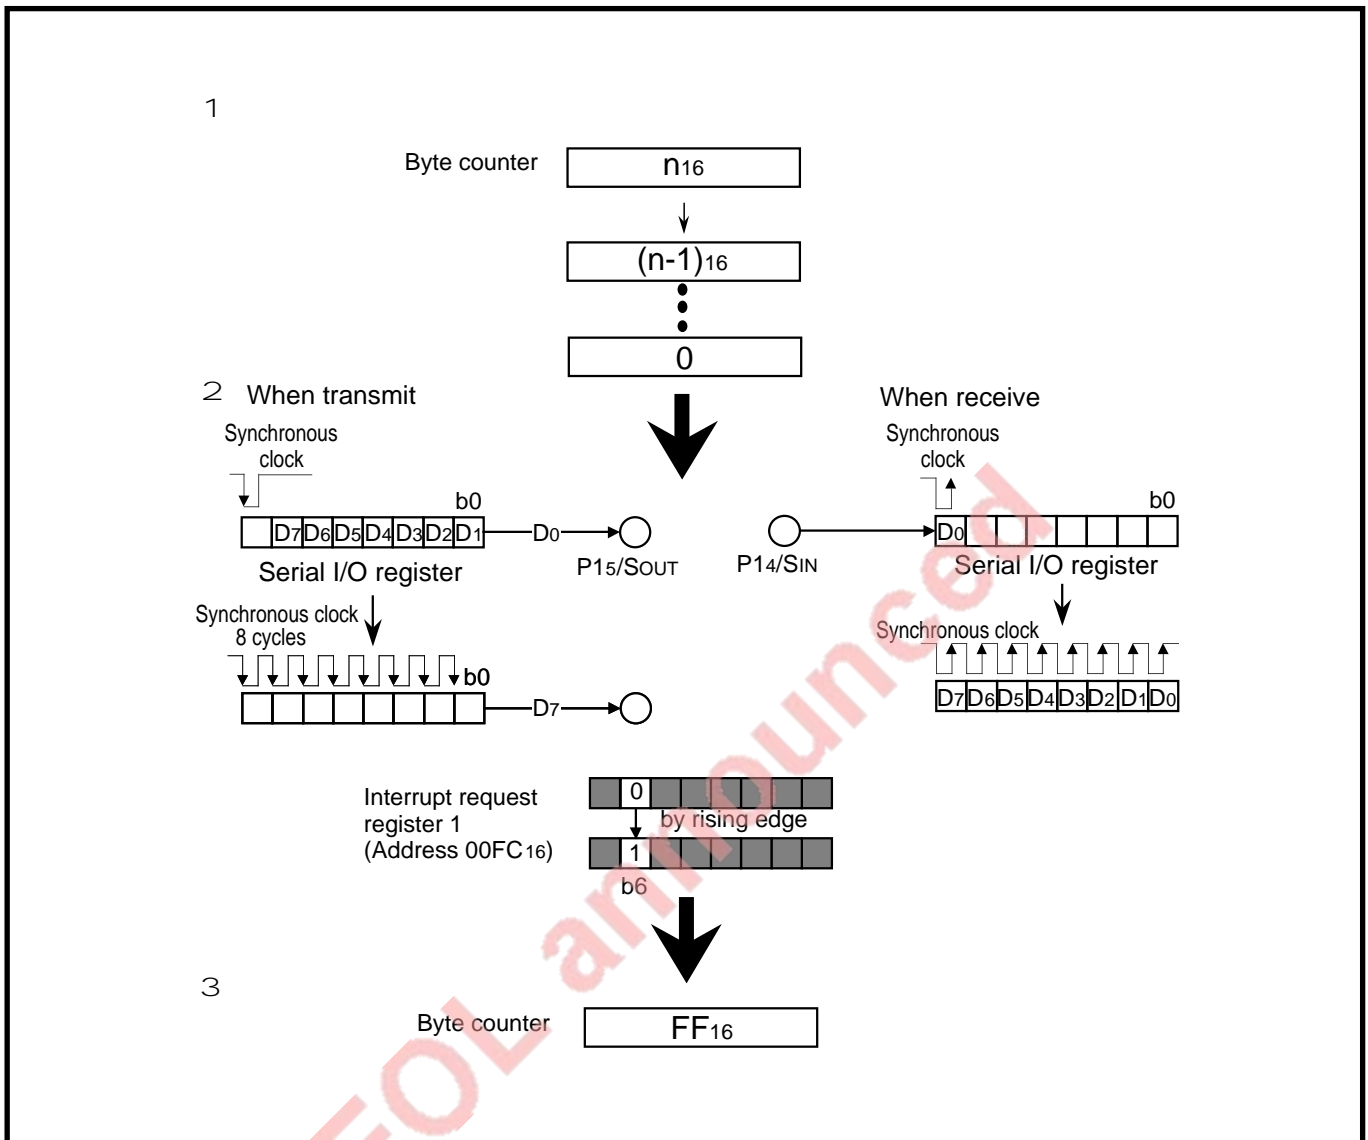 1
Byte counter
n16
(n-1)16
0
2 When transmit
Synchronous
clock
b0
D7 D6 D5 D4 D3 D2 D1
D0
P15/SOUT
Serial I/O register
Synchronous clock
8 cycles
b0
D7
When receive
Synchronous
clock
b0
D0
P14/SIN
Serial I/O register
Synchronous clock
D7 D6 D5 D4 D3 D2 D1 D0
Interrupt request
register 1
(Address 00FC16)
0
by rising edge
1
b6
3
Byte counter
FF16
EOL announced